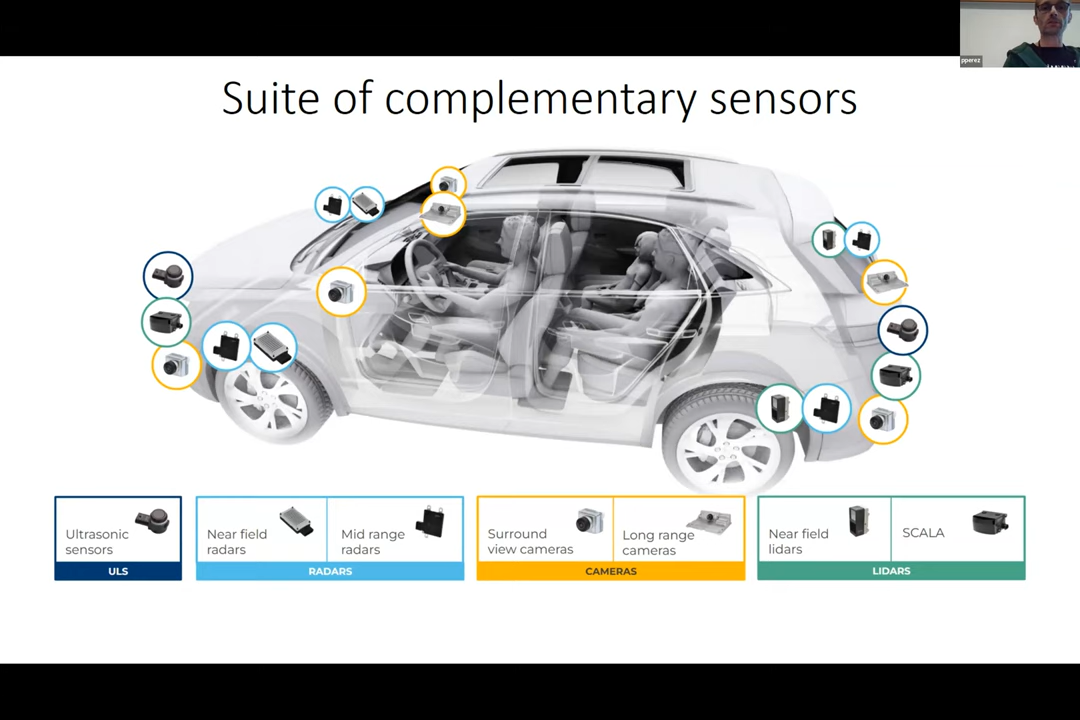 pperez
Suite of complementary sensors
Ultrasonic
sensors
ULS
Near field
radars
Mid range
radars
RADARS
Surround
view cameras
Long range
cameras
CAMERAS
Near field
lidars
SCALA
LIDARS